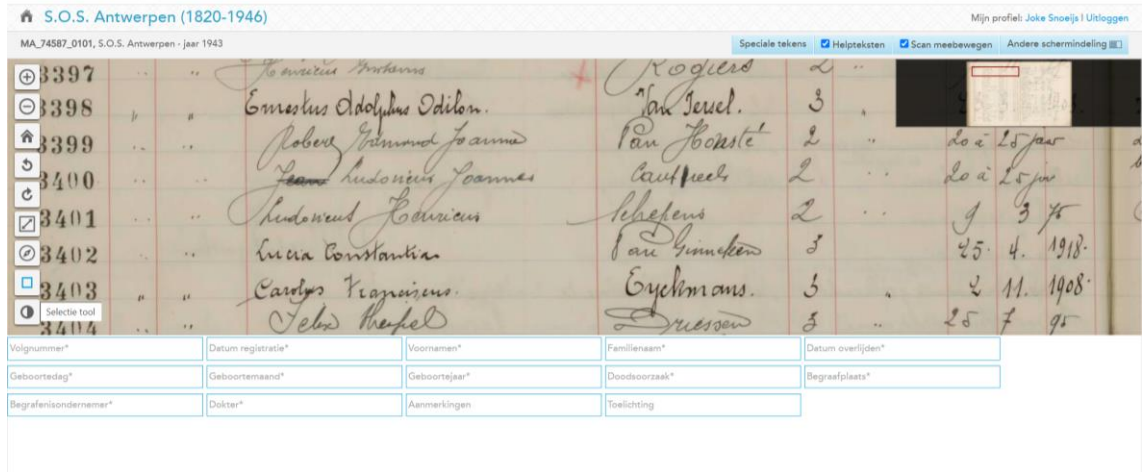 S.O.S. Antwerpen (1820-1946)
Mijn profiel: Joke Snoeijs | Uitloggen
MA_74587_0101, S.O.S. Antwerpen - jaar 1943
Speciale tekens Helpteksten Scan meebewegen Andere schermindeling
3397 " " Henricus Gustavus Rogiers 2 "
3398 " " Ernestus Adolphus Odilon. Van Iersel. 3 "
3399 " " Robert Edmond Joannes Van 2 " 20 à 25 jaar
3400 " " Ludovicus Joannes 2 " 20 à 25 jaar
3401 " " Ludovicus Henricus Schepens 2 " 9 3 75
3402 " Lucia Constantia Van Ginneken 3 25. 4. 1918.
3403 " " Carolus Franciscus. Eyckmans. 3 " 2 11. 1908.
Selectie tool
3404 " " Felix Driessen 3 " 25 7 95
Volgnummer* Datum registratie* Voornamen* Familienaam* Datum overlijden*
Geboortedag* Geboortemaand* Geboortejaar* Doodsoorzaak* Begraafplaats*
Begrafenisondernemer* Dokter* Aanmerkingen Toelichting